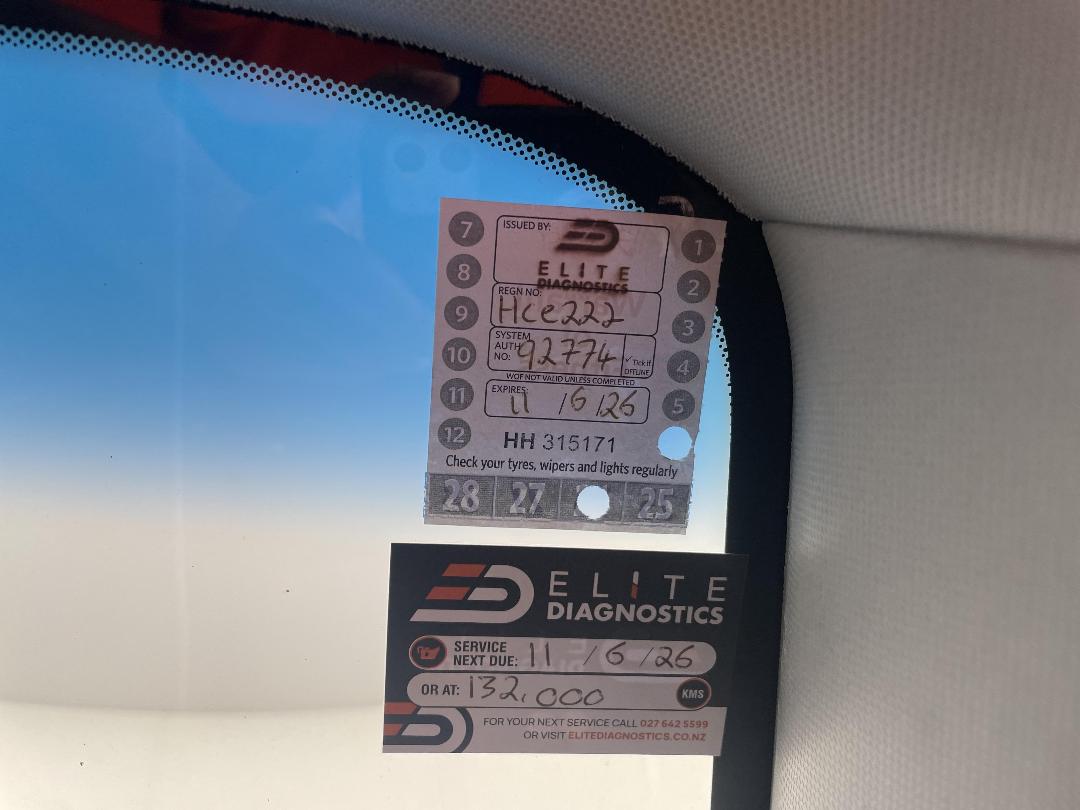 7
ISSUED BY:
1
8
ELITE
DIAGNOSTICS
2
REGN NO:
9
Hce222
3
SYSTEM
AUTH
NO: 92774
✓ Tick if
OFFLINE
10
4
WOF NOT VALID UNLESS COMPLETED
11
EXPIRES:
11 /6 /26
5
12
HH 315171
Check your tyres, wipers and lights regularly
28 27 25
ELITE
DIAGNOSTICS
SERVICE
NEXT DUE: 11 /6 /26
OR AT: 132,000 KMS
FOR YOUR NEXT SERVICE CALL 027 642 5599
OR VISIT ELITEDIAGNOSTICS.CO.NZ